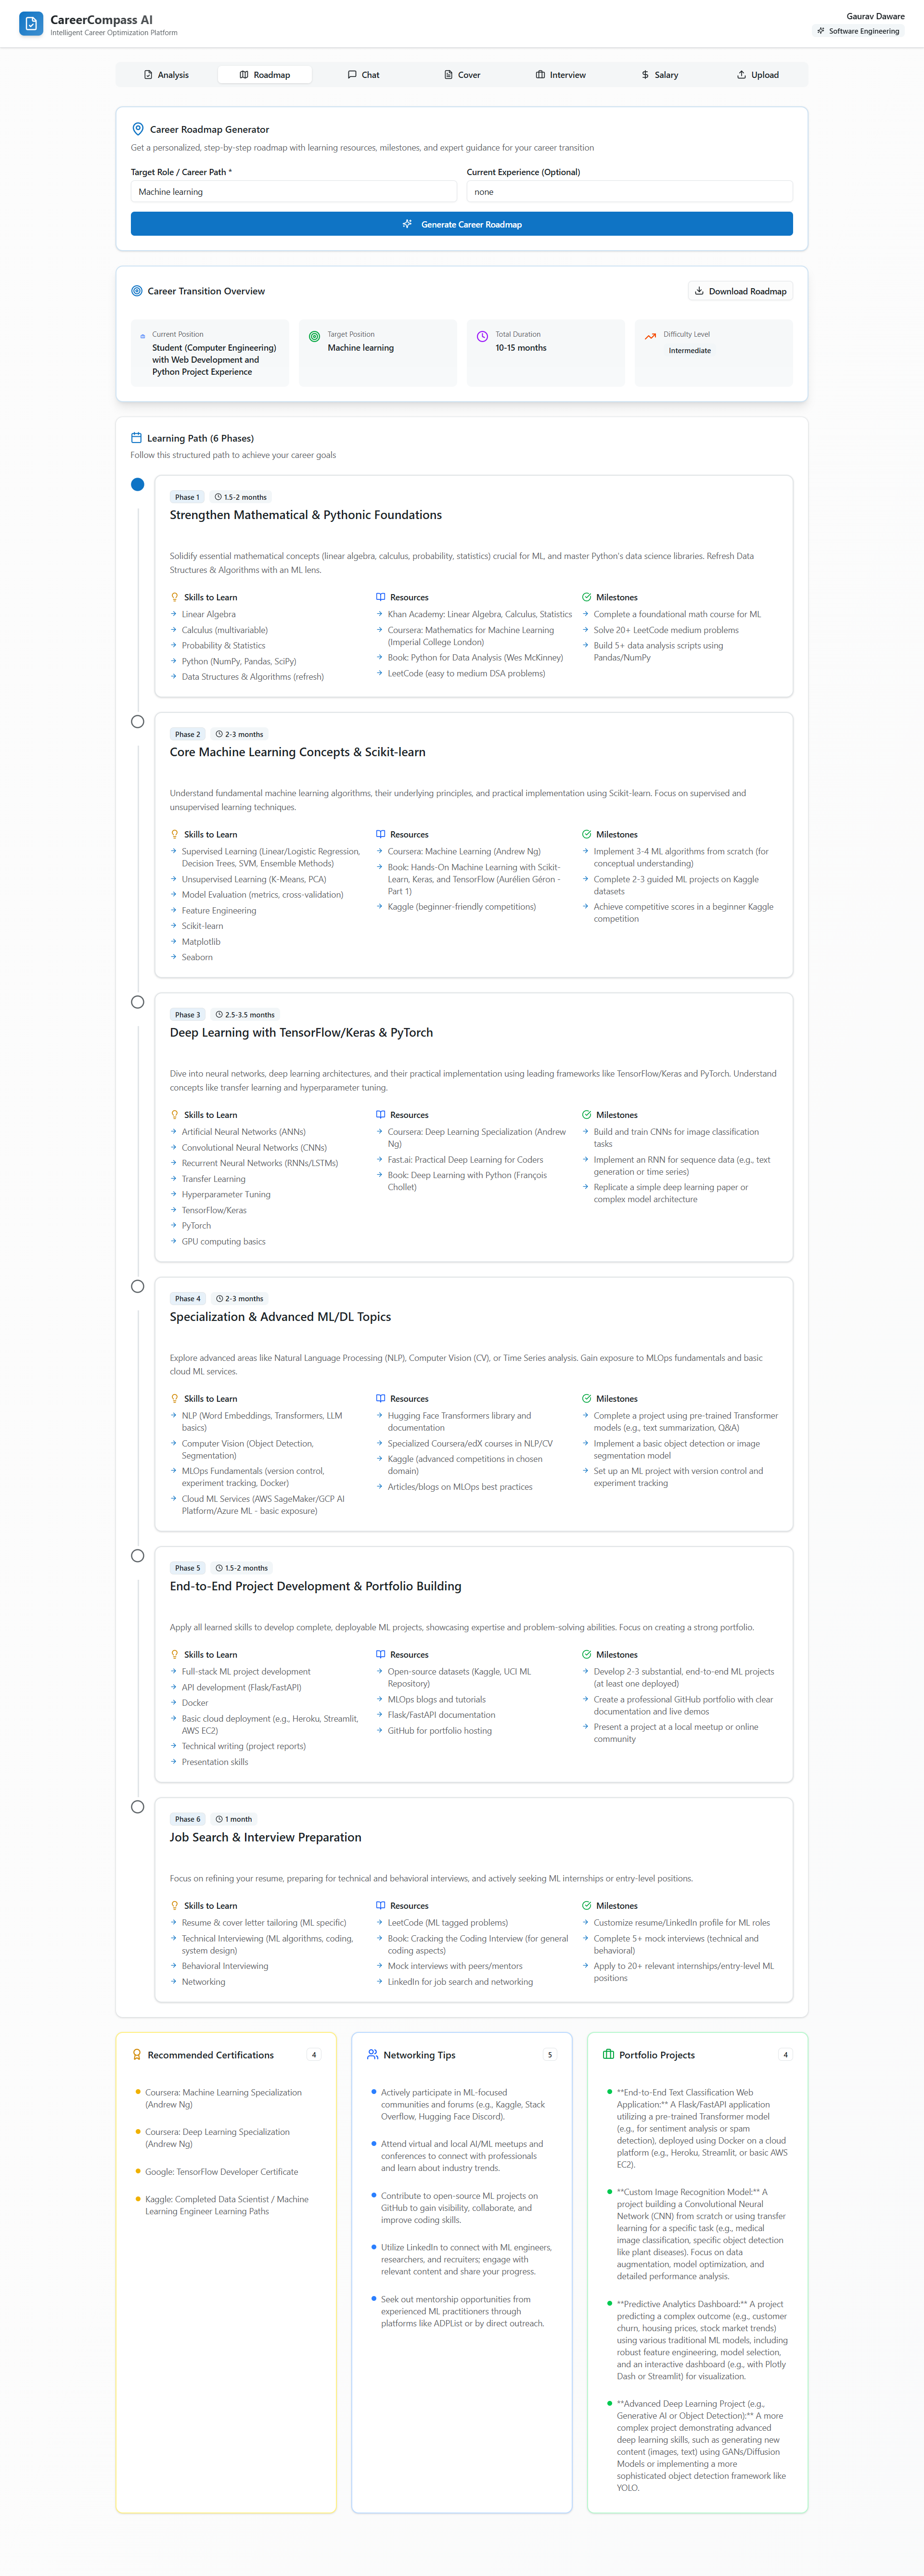 CareerCompass AI
Intelligent Career Optimization Platform
Gaurav Daware
Software Engineering
Analysis
Roadmap
Chat
Cover
Interview
Salary
Upload
Career Roadmap Generator
Get a personalized, step-by-step roadmap with learning resources, milestones, and expert guidance for your career transition
Target Role / Career Path *
Machine learning
Current Experience (Optional)
none
Generate Career Roadmap
Career Transition Overview
Download Roadmap
Current Position
Student (Computer Engineering)
with Web Development and
Python Project Experience
Target Position
Machine learning
Total Duration
10-15 months
Difficulty Level
Intermediate
Learning Path (6 Phases)
Follow this structured path to achieve your career goals
Phase 1
1.5-2 months
Strengthen Mathematical & Pythonic Foundations
Solidify essential mathematical concepts (linear algebra, calculus, probability, statistics) crucial for ML, and master Python's data science libraries. Refresh Data
Structures & Algorithms with an ML lens.
Skills to Learn
Linear Algebra
Calculus (multivariable)
Probability & Statistics
Python (NumPy, Pandas, SciPy)
Data Structures & Algorithms (refresh)
Resources
Khan Academy: Linear Algebra, Calculus, Statistics
Coursera: Mathematics for Machine Learning
(Imperial College London)
Book: Python for Data Analysis (Wes McKinney)
LeetCode (easy to medium DSA problems)
Milestones
Complete a foundational math course for ML
Solve 20+ LeetCode medium problems
Build 5+ data analysis scripts using
Pandas/NumPy
Phase 2
2-3 months
Core Machine Learning Concepts & Scikit-learn
Understand fundamental machine learning algorithms, their underlying principles, and practical implementation using Scikit-learn. Focus on supervised and
unsupervised learning techniques.
Skills to Learn
Supervised Learning (Linear/Logistic Regression,
Decision Trees, SVM, Ensemble Methods)
Unsupervised Learning (K-Means, PCA)
Model Evaluation (metrics, cross-validation)
Feature Engineering
Scikit-learn
Matplotlib
Seaborn
Resources
Coursera: Machine Learning (Andrew Ng)
Book: Hands-On Machine Learning with Scikit-
Learn, Keras, and TensorFlow (Aurélien Géron -
Part 1)
Kaggle (beginner-friendly competitions)
Milestones
Implement 3-4 ML algorithms from scratch (for
conceptual understanding)
Complete 2-3 guided ML projects on Kaggle
datasets
Achieve competitive scores in a beginner Kaggle
competition
Phase 3
2.5-3.5 months
Deep Learning with TensorFlow/Keras & PyTorch
Dive into neural networks, deep learning architectures, and their practical implementation using leading frameworks like TensorFlow/Keras and PyTorch. Understand
concepts like transfer learning and hyperparameter tuning.
Skills to Learn
Artificial Neural Networks (ANNs)
Convolutional Neural Networks (CNNs)
Recurrent Neural Networks (RNNs/LSTMs)
Transfer Learning
Hyperparameter Tuning
TensorFlow/Keras
PyTorch
GPU computing basics
Resources
Coursera: Deep Learning Specialization (Andrew
Ng)
Fast.ai: Practical Deep Learning for Coders
Book: Deep Learning with Python (François
Chollet)
Milestones
Build and train CNNs for image classification
tasks
Implement an RNN for sequence data (e.g., text
generation or time series)
Replicate a simple deep learning paper or
complex model architecture
Phase 4
2-3 months
Specialization & Advanced ML/DL Topics
Explore advanced areas like Natural Language Processing (NLP), Computer Vision (CV), or Time Series analysis. Gain exposure to MLOps fundamentals and basic
cloud ML services.
Skills to Learn
NLP (Word Embeddings, Transformers, LLM
basics)
Computer Vision (Object Detection,
Segmentation)
MLOps Fundamentals (version control,
experiment tracking, Docker)
Cloud ML Services (AWS SageMaker/GCP AI
Platform/Azure ML - basic exposure)
Resources
Hugging Face Transformers library and
documentation
Specialized Coursera/edX courses in NLP/CV
Kaggle (advanced competitions in chosen
domain)
Articles/blogs on MLOps best practices
Milestones
Complete a project using pre-trained Transformer
models (e.g., text summarization, Q&A)
Implement a basic object detection or image
segmentation model
Set up an ML project with version control and
experiment tracking
Phase 5
1.5-2 months
End-to-End Project Development & Portfolio Building
Apply all learned skills to develop complete, deployable ML projects, showcasing expertise and problem-solving abilities. Focus on creating a strong portfolio.
Skills to Learn
Full-stack ML project development
API development (Flask/FastAPI)
Docker
Basic cloud deployment (e.g., Heroku, Streamlit,
AWS EC2)
Technical writing (project reports)
Presentation skills
Resources
Open-source datasets (Kaggle, UCI ML
Repository)
MLOps blogs and tutorials
Flask/FastAPI documentation
GitHub for portfolio hosting
Milestones
Develop 2-3 substantial, end-to-end ML projects
(at least one deployed)
Create a professional GitHub portfolio with clear
documentation and live demos
Present a project at a local meetup or online
community
Phase 6
1 month
Job Search & Interview Preparation
Focus on refining your resume, preparing for technical and behavioral interviews, and actively seeking ML internships or entry-level positions.
Skills to Learn
Resume & cover letter tailoring (ML specific)
Technical Interviewing (ML algorithms, coding,
system design)
Behavioral Interviewing
Networking
Resources
LeetCode (ML tagged problems)
Book: Cracking the Coding Interview (for general
coding aspects)
Mock interviews with peers/mentors
LinkedIn for job search and networking
Milestones
Customize resume/LinkedIn profile for ML roles
Complete 5+ mock interviews (technical and
behavioral)
Apply to 20+ relevant internships/entry-level ML
positions
Recommended Certifications
4
Coursera: Machine Learning Specialization
(Andrew Ng)
Coursera: Deep Learning Specialization
(Andrew Ng)
Google: TensorFlow Developer Certificate
Kaggle: Completed Data Scientist / Machine
Learning Engineer Learning Paths
Networking Tips
5
Actively participate in ML-focused
communities and forums (e.g., Kaggle, Stack
Overflow, Hugging Face Discord).
Attend virtual and local AI/ML meetups and
conferences to connect with professionals
and learn about industry trends.
Contribute to open-source ML projects on
GitHub to gain visibility, collaborate, and
improve coding skills.
Utilize LinkedIn to connect with ML engineers,
researchers, and recruiters; engage with
relevant content and share your progress.
Seek out mentorship opportunities from
experienced ML practitioners through
platforms like ADPList or by direct outreach.
Portfolio Projects
4
**End-to-End Text Classification Web
Application:** A Flask/FastAPI application
utilizing a pre-trained Transformer model
(e.g., for sentiment analysis or spam
detection), deployed using Docker on a cloud
platform (e.g., Heroku, Streamlit, or basic AWS
EC2).
**Custom Image Recognition Model:** A
project building a Convolutional Neural
Network (CNN) from scratch or using transfer
learning for a specific task (e.g., medical
image classification, specific object detection
like plant diseases). Focus on data
augmentation, model optimization, and
detailed performance analysis.
**Predictive Analytics Dashboard:** A project
predicting a complex outcome (e.g., customer
churn, housing prices, stock market trends)
using various traditional ML models, including
robust feature engineering, model selection,
and an interactive dashboard (e.g., with Plotly
Dash or Streamlit) for visualization.
**Advanced Deep Learning Project (e.g.,
Generative AI or Object Detection):** A more
complex project demonstrating advanced
deep learning skills, such as generating new
content (images, text) using GANs/Diffusion
Models or implementing a more
sophisticated object detection framework like
YOLO.